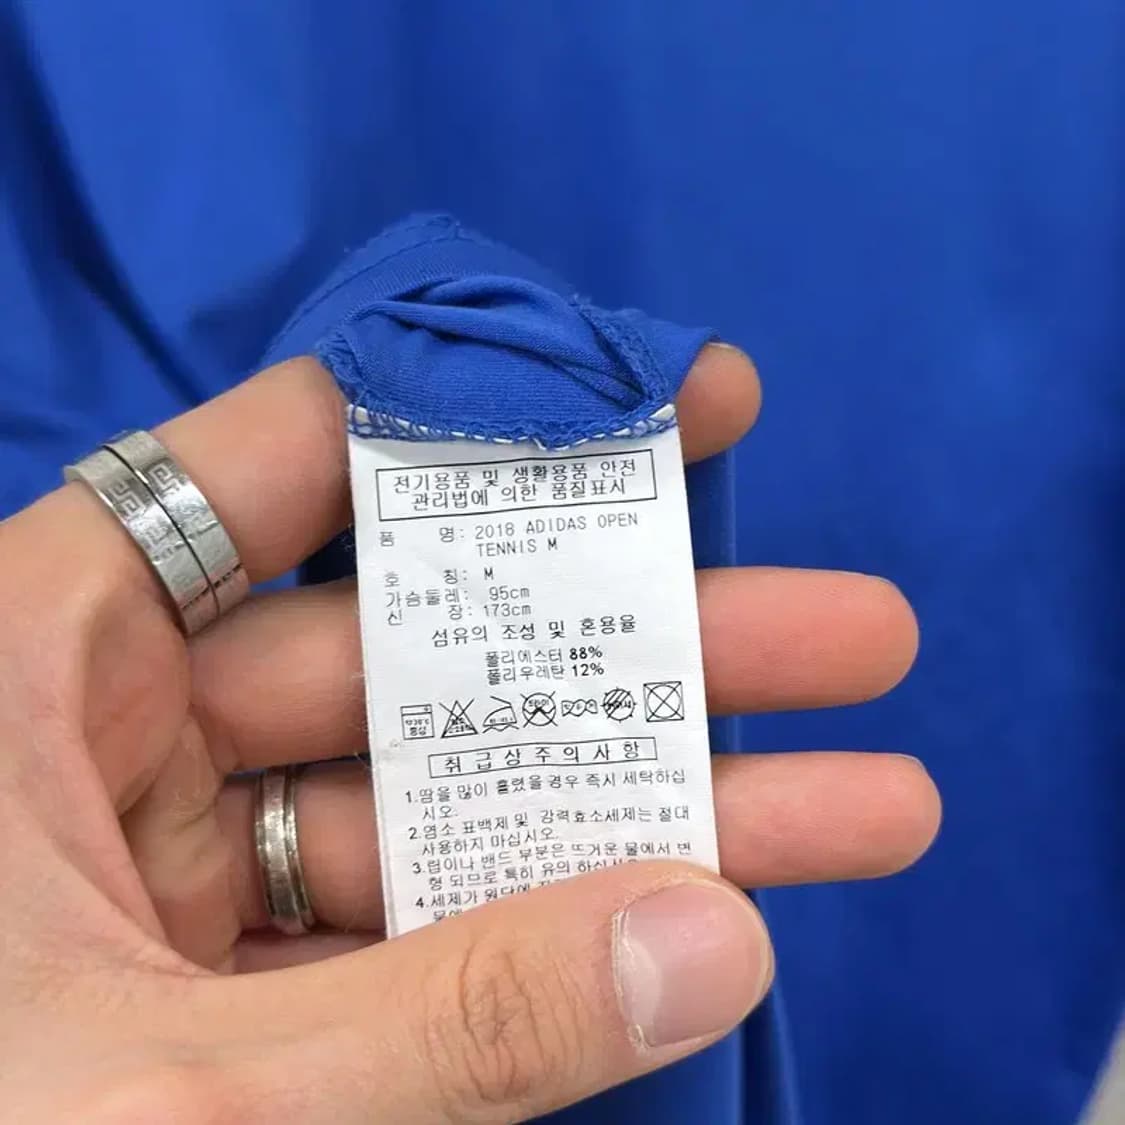 전기용품 및 생활용품 안전
관리법에 의한 품질표시
품 명: 2018 ADIDAS OPEN
TENNIS M
호 칭: M
가슴둘레: 95cm
신 장: 173cm
섬유의 조성 및 혼용율
폴리에스터 88%
폴리우레탄 12%
취급상주의사항
1.땀을 많이 흘렸을경우 즉시 세탁하십
시오.
2.염소 표백제 및 강력효소세제는 절대
사용하지 마십시오.
3.립이나 밴드 부분은 뜨거운 물에서 변
형 되므로 특히 유의 하십시오
4.세제가 원단에
물에